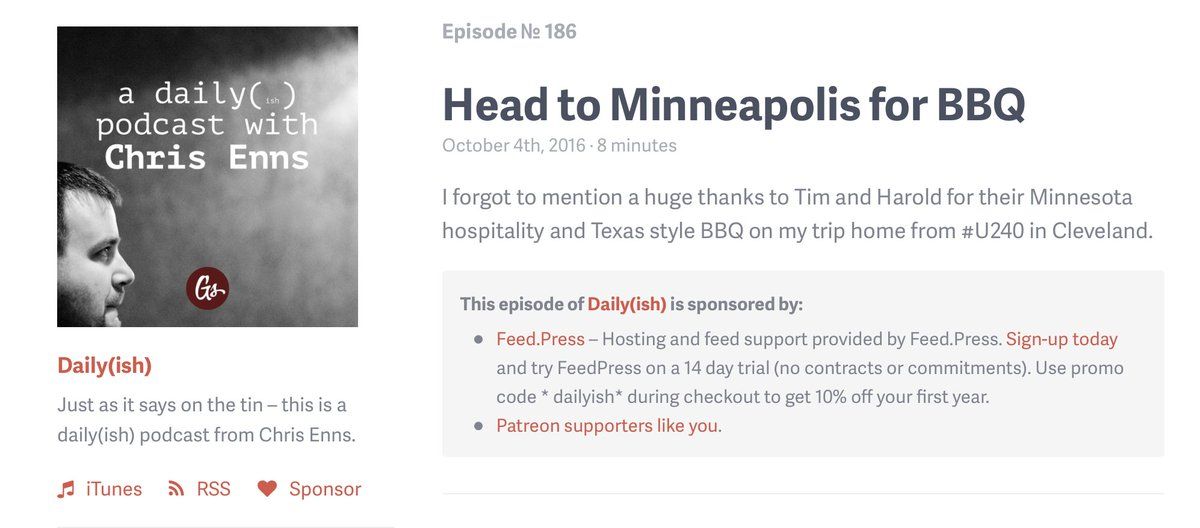 a daily(ish)
podcast with
Chris Enns
Gs
Daily(ish)
Just as it says on the tin – this is a
daily(ish) podcast from Chris Enns.
iTunes RSS Sponsor
Episode № 186
Head to Minneapolis for BBQ
October 4th, 2016 · 8 minutes
I forgot to mention a huge thanks to Tim and Harold for their Minnesota
hospitality and Texas style BBQ on my trip home from #U240 in Cleveland.
This episode of Daily(ish) is sponsored by:
• Feed.Press – Hosting and feed support provided by Feed.Press. Sign-up today
and try FeedPress on a 14 day trial (no contracts or commitments). Use promo
code * dailyish* during checkout to get 10% off your first year.
• Patreon supporters like you.